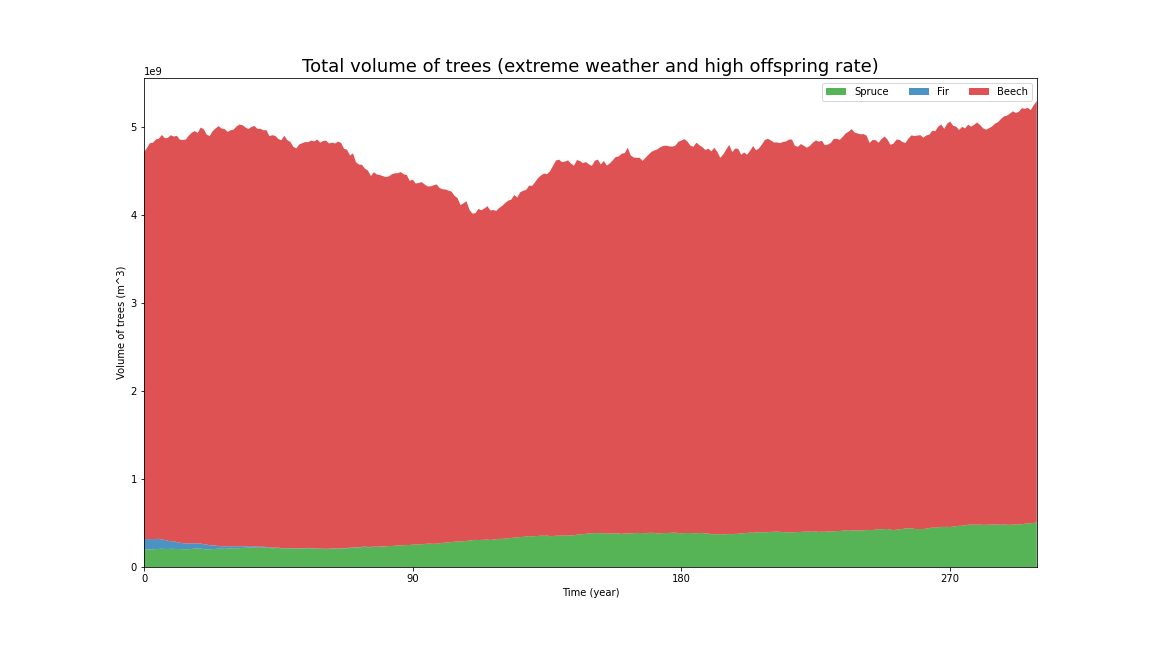 Total volume of trees (extreme weather and high offspring rate)
1e9
Spruce Fir Beech
5
4
3
2
1
0
Volume of trees (m^3)
0 90 180 270
Time (year)